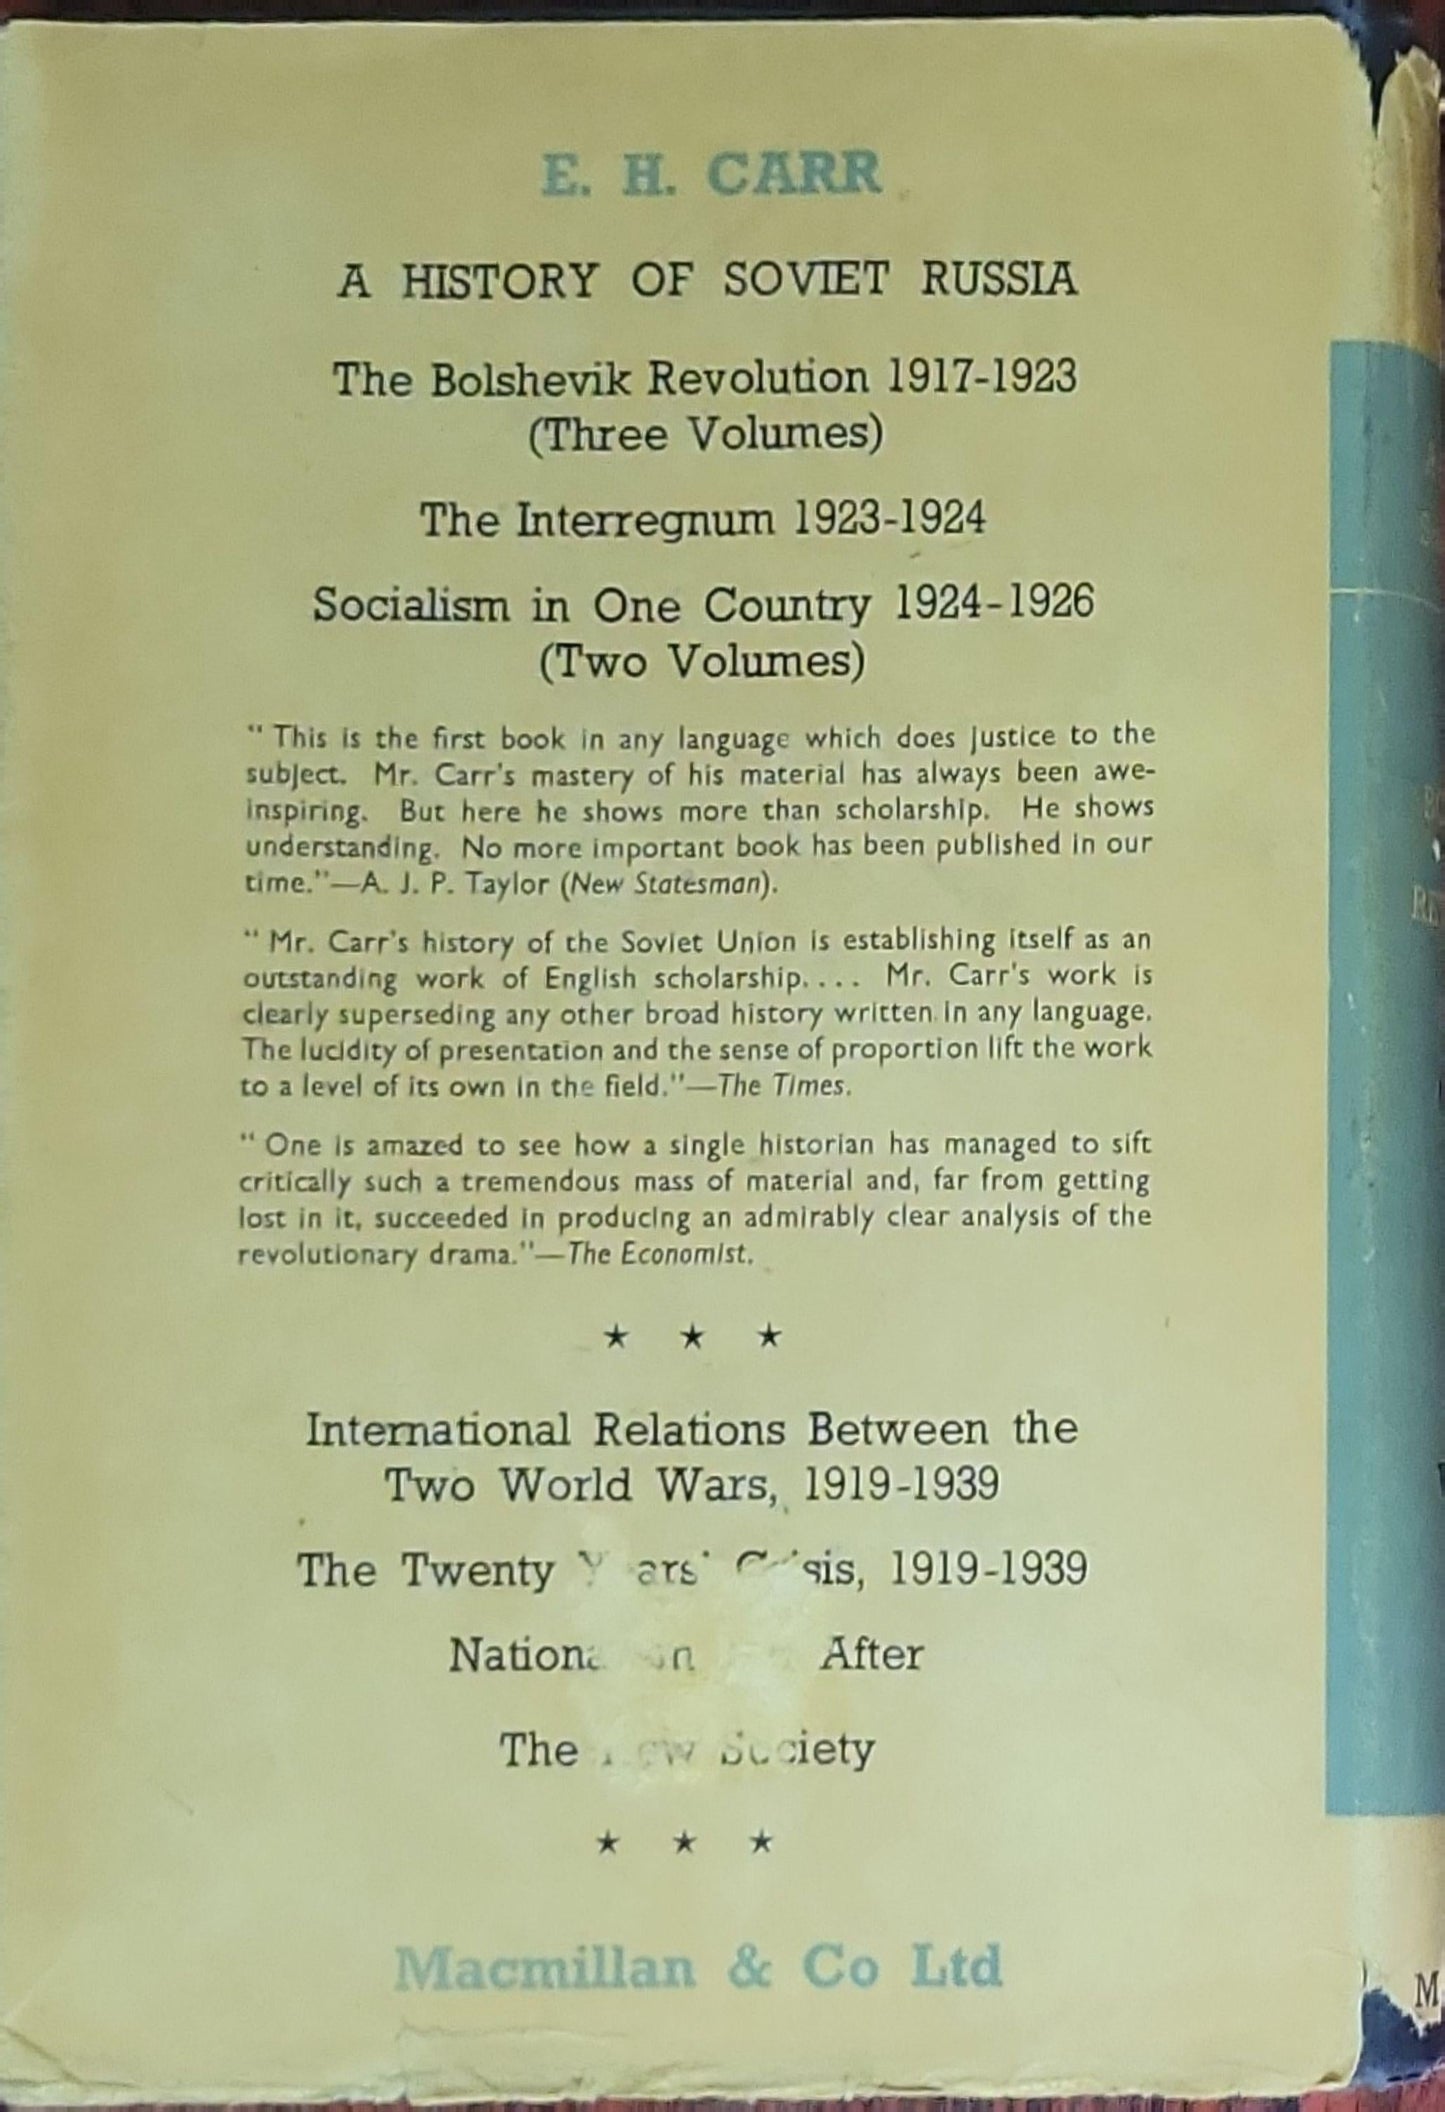 E. H. CARR
A HISTORY OF SOVIET RUSSIA
The Bolshevik Revolution 1917-1923
(Three Volumes)
The Interregnum 1923-1924
Socialism in One Country 1924-1926
(Two Volumes)
“ This is the first book in any language which does justice to the
subject. Mr. Carr's mastery of his material has always been awe-
inspiring. But here he shows more than scholarship. He shows
understanding. No more important book has been published in our
time.”—A. J. P. Taylor (New Statesman).
“ Mr. Carr's history of the Soviet Union is establishing itself as an
outstanding work of English scholarship.... Mr. Carr's work is
clearly superseding any other broad history written in any language.
The lucidity of presentation and the sense of proportion lift the work
to a level of its own in the field.”—The Times.
“ One is amazed to see how a single historian has managed to sift
critically such a tremendous mass of material and, far from getting
lost in it, succeeded in producing an admirably clear analysis of the
revolutionary drama.”—The Economist.
★ ★ ★
International Relations Between the
Two World Wars, 1919-1939
The Twenty Years' Crisis, 1919-1939
After
The New Society
★ ★ ★
Macmillan & Co Ltd